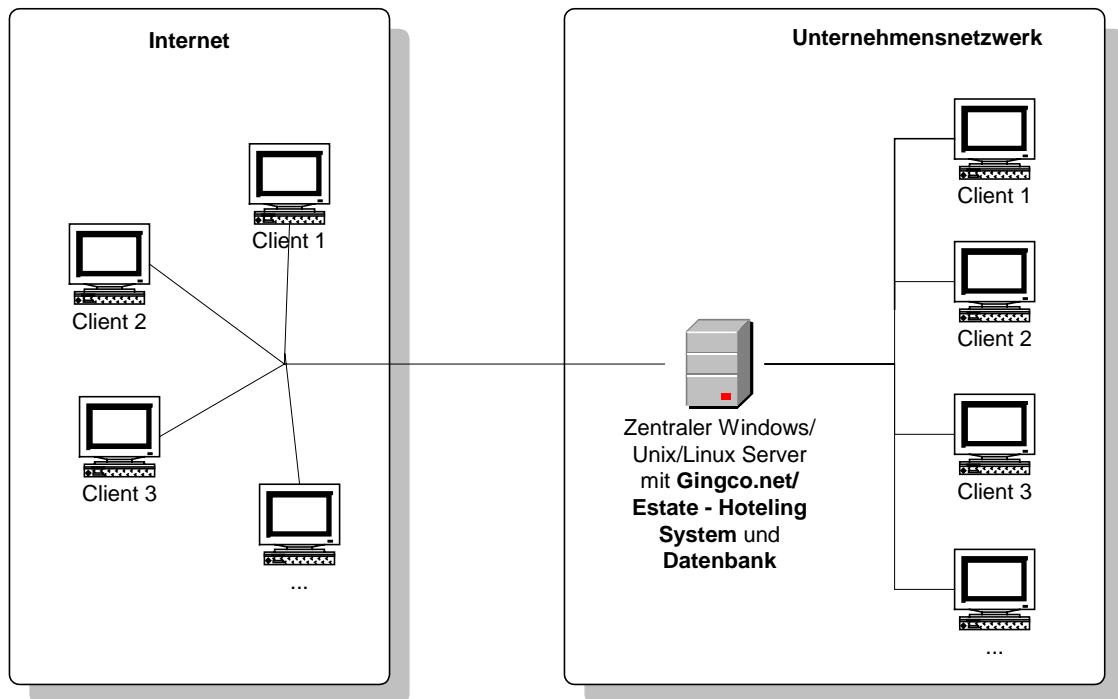 Internet
Client 1
Client 2
Client 3
...
Unternehmensnetzwerk
Client 1
Client 2
Client 3
...
Zentraler Windows/
Unix/Linux Server
mit Gingco.net/
Estate - Hoteling
System und
Datenbank